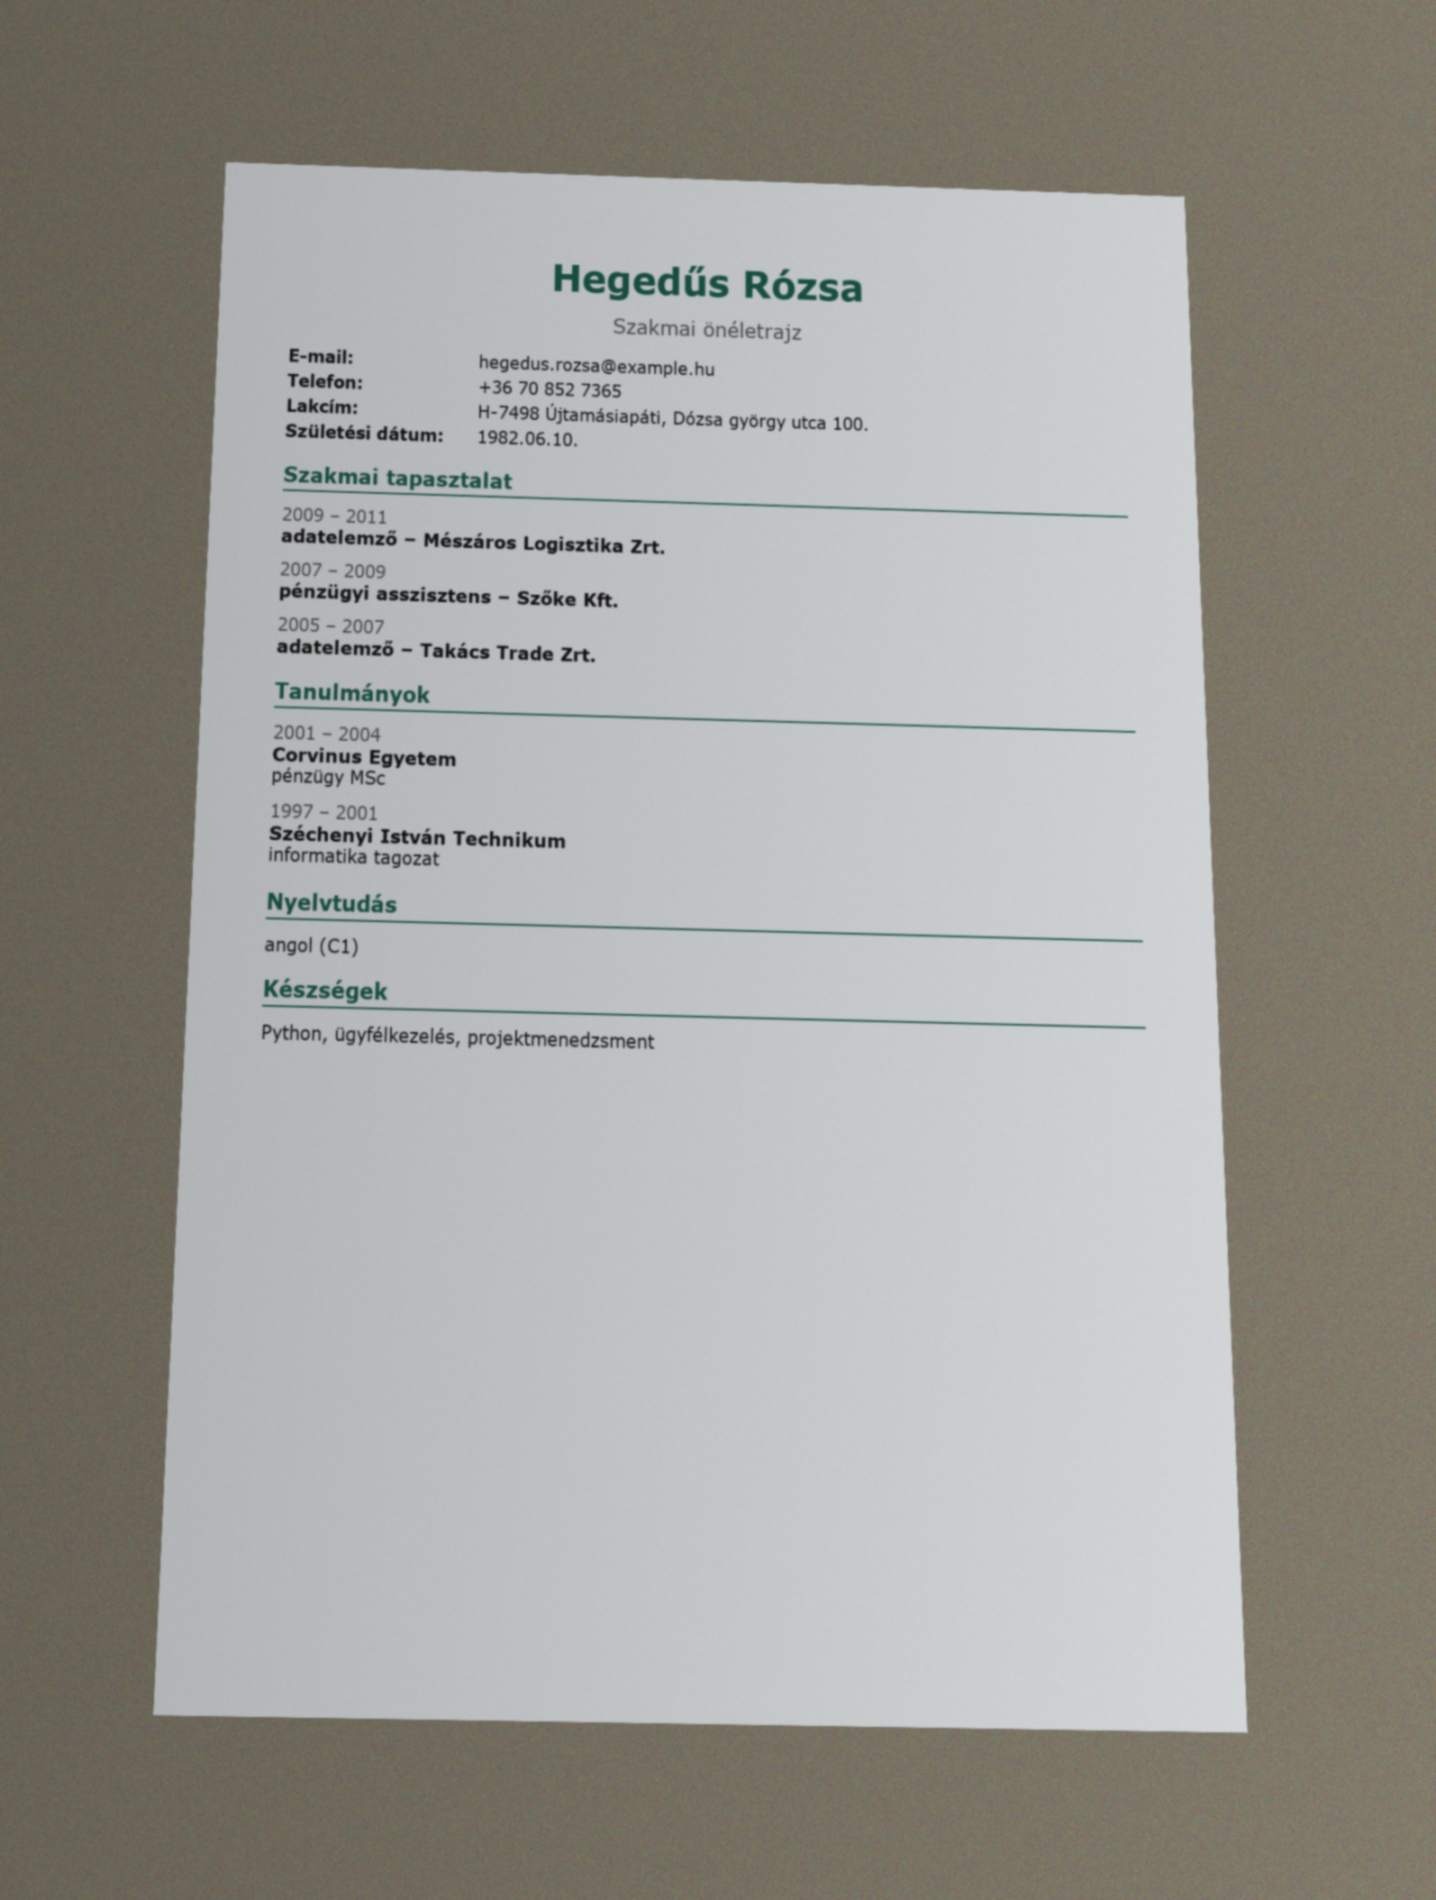 Hegedűs Rózsa
Szakmai önéletrajz
E-mail: hegedus.rozsa@example.hu
Telefon: +36 70 852 7365
Lakcím: H-7498 Újtamásiapáti, Dózsa györgy utca 100.
Születési dátum: 1982.06.10.
Szakmai tapasztalat
2009 – 2011
adatelemző – Mészáros Logisztika Zrt.
2007 – 2009
pénzügyi asszisztens – Szőke Kft.
2005 – 2007
adatelemző – Takács Trade Zrt.
Tanulmányok
2001 – 2004
Corvinus Egyetem
pénzügy MSc
1997 – 2001
Széchenyi István Technikum
informatika tagozat
Nyelvtudás
angol (C1)
Készségek
Python, ügyfélkezelés, projektmenedzsment